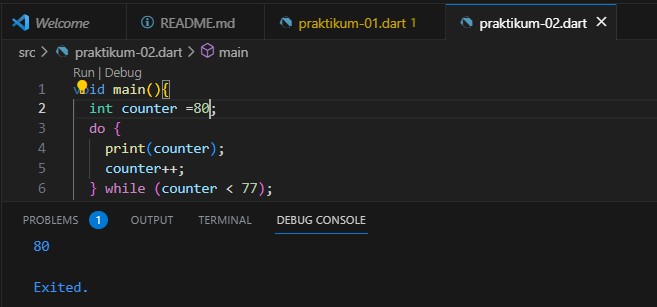 Welcome README.md praktikum-01.dart 1 praktikum-02.dart
src > praktikum-02.dart > main
Run | Debug
1 void main(){
2 int counter =80;
3 do {
4 print(counter);
5 counter++;
6 } while (counter < 77);
PROBLEMS 1 OUTPUT TERMINAL DEBUG CONSOLE
80
Exited.